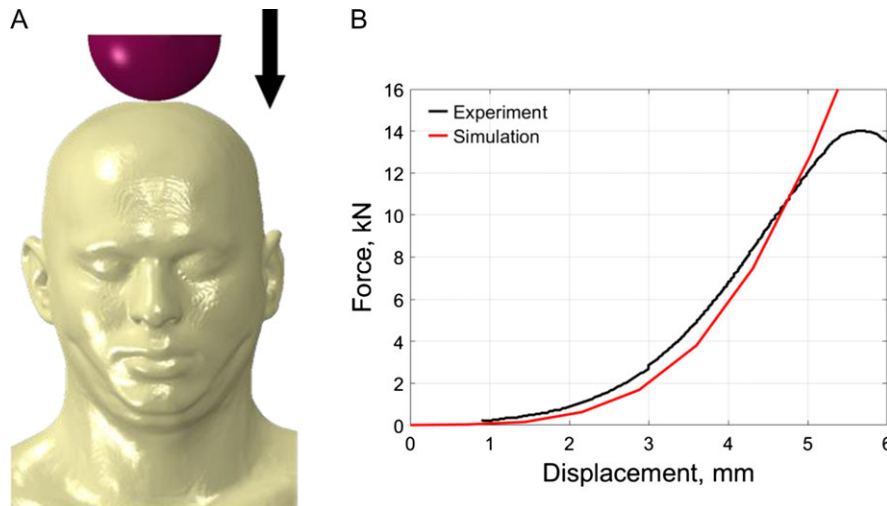 A
B
16
14
12
10
8
6
4
2
0
Experiment
Simulation
Force, kN
0 1 2 3 4 5 6
Displacement, mm